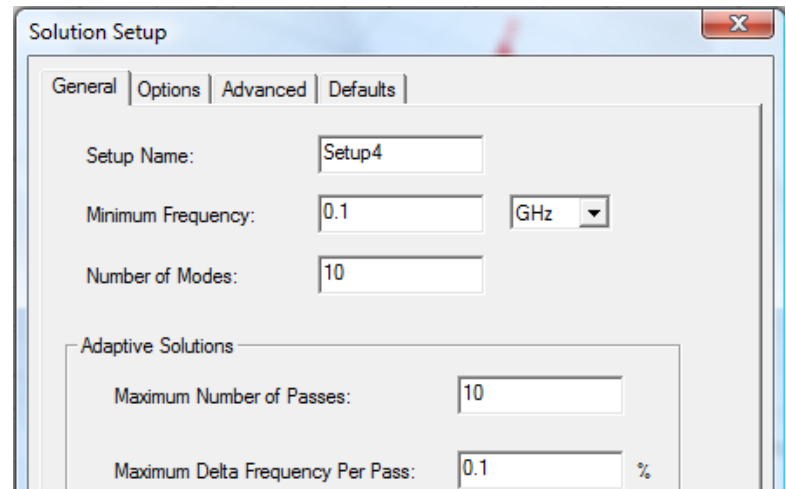 Solution Setup
General Options Advanced Defaults
Setup Name: Setup4
Minimum Frequency: 0.1 GHz
Number of Modes: 10
Adaptive Solutions
Maximum Number of Passes: 10
Maximum Delta Frequency Per Pass: 0.1 %